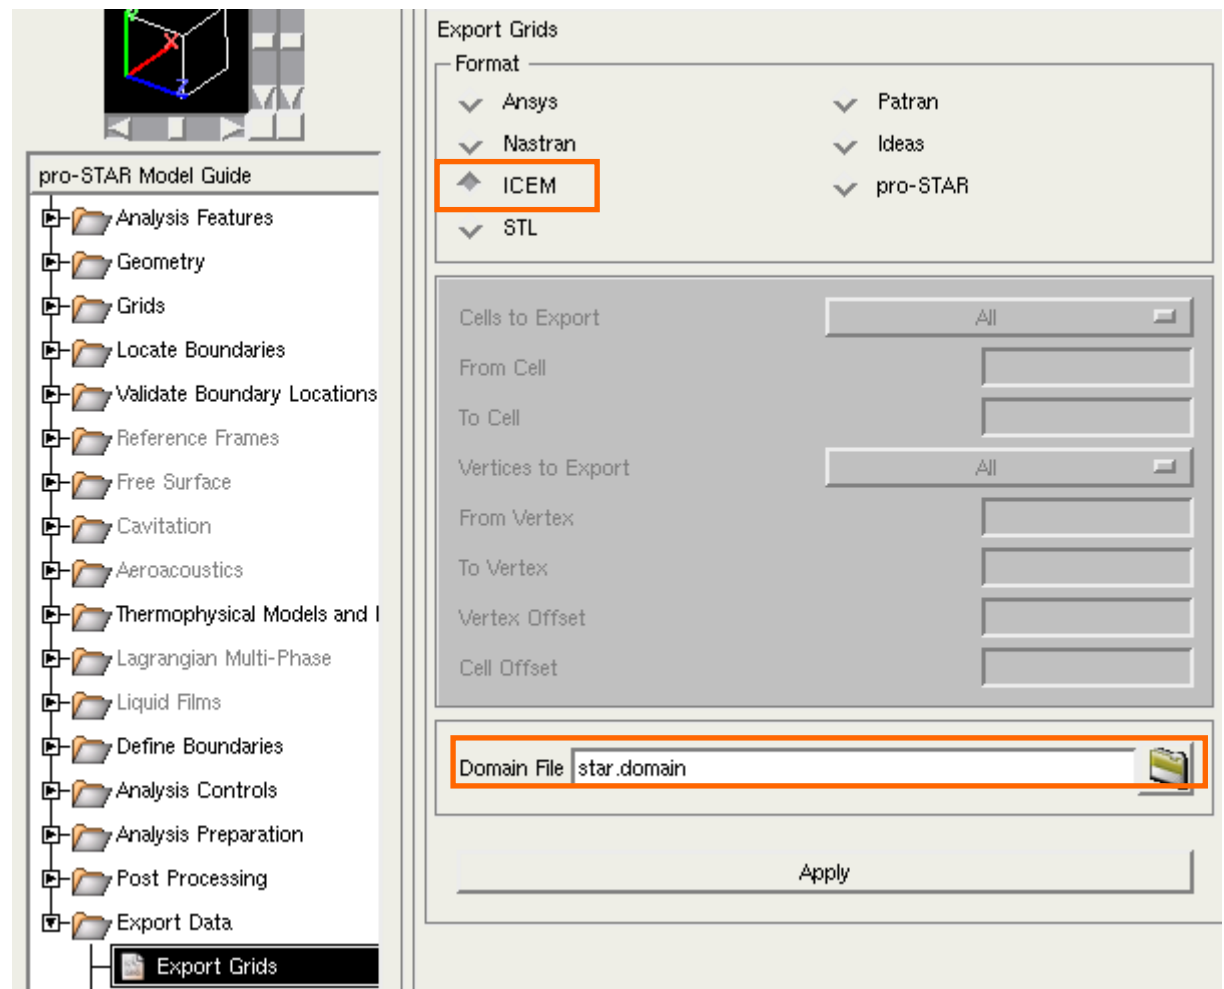 X
Z
pro-STAR Model Guide
Analysis Features
Geometry
Grids
Locate Boundaries
Validate Boundary Locations
Reference Frames
Free Surface
Cavitation
Aeroacoustics
Thermophysical Models and
Lagrangian Multi-Phase
Liquid Films
Define Boundaries
Analysis Controls
Analysis Preparation
Post Processing
Export Data
Export Grids
Export Grids
Format
Ansys
Patran
Nastran
Ideas
ICEM
pro-STAR
STL
Cells to Export All
From Cell
To Cell
Vertices to Export All
From Vertex
To Vertex
Vertex Offset
Cell Offset
Domain File star.domain
Apply